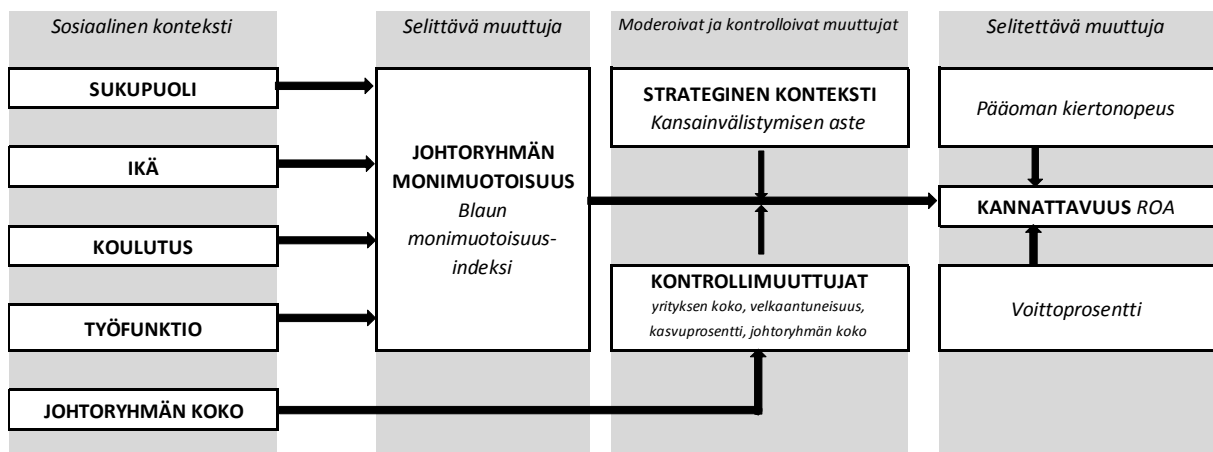 Sosiaalinen konteksti
Selittävä muuttuja
Moderoivat ja kontrolloivat muuttujat
Selitettävä muuttuja
SUKUPUOLI
IKÄ
KOULUTUS
TYÖFUNKTIO
JOHTORYHMÄN KOKO
JOHTORYHMÄN
MONIMUOTOISUUS
Blaun
monimuotoisuus-
indeksi
STRATEGINEN KONTEKSTI
Kansainvälistymisen aste
KONTROLLIMUUTTUJAT
yrityksen koko, velkaantuneisuus,
kasvuprosentti, johtoryhmän koko
Pääoman kiertonopeus
KANNATTAVUUS ROA
Voittoprosentti